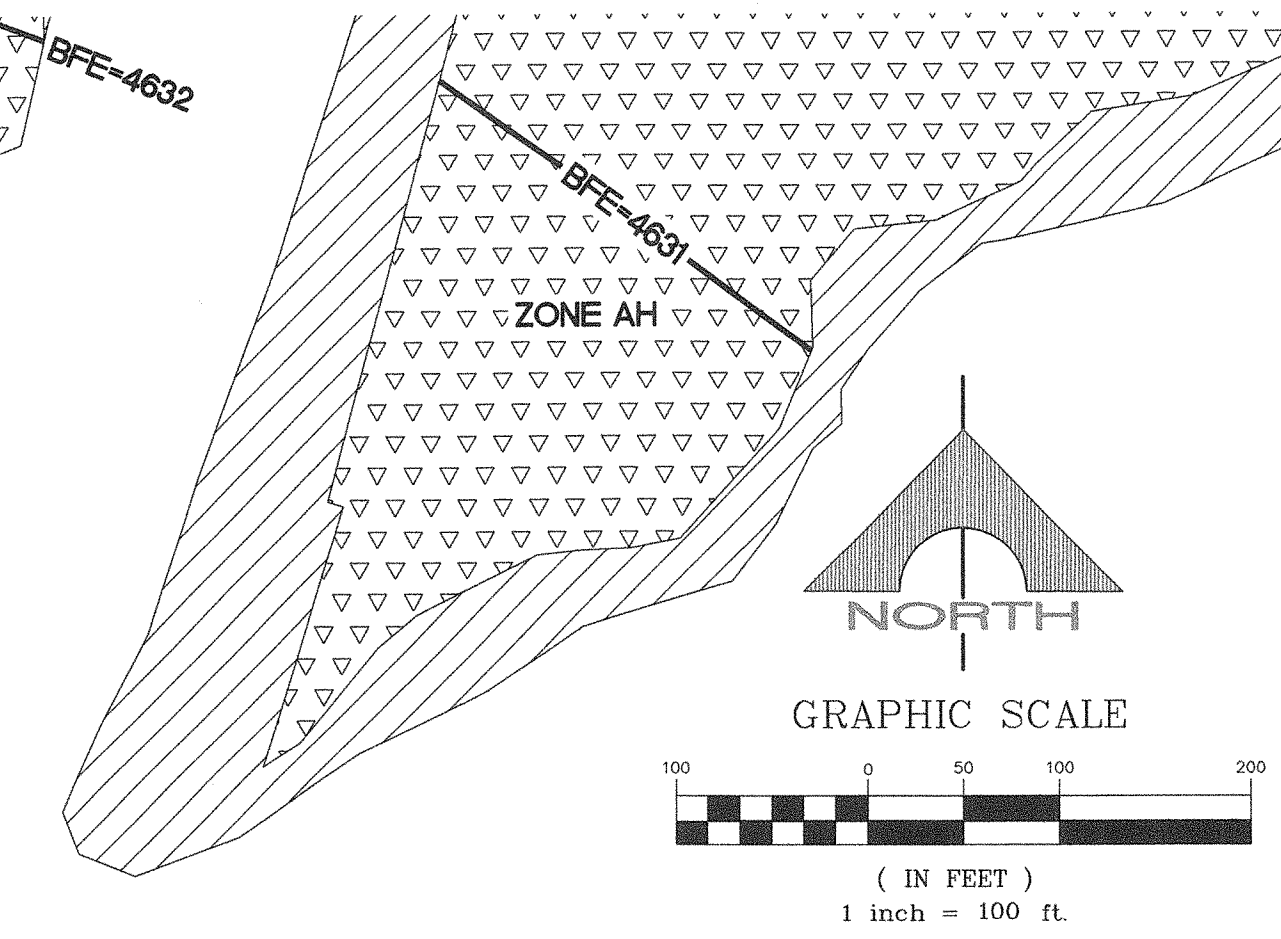 BFE=4632
BFE=4631
ZONE AH
NORTH
GRAPHIC SCALE
100 0 50 100 200
( IN FEET )
1 inch = 100 ft.